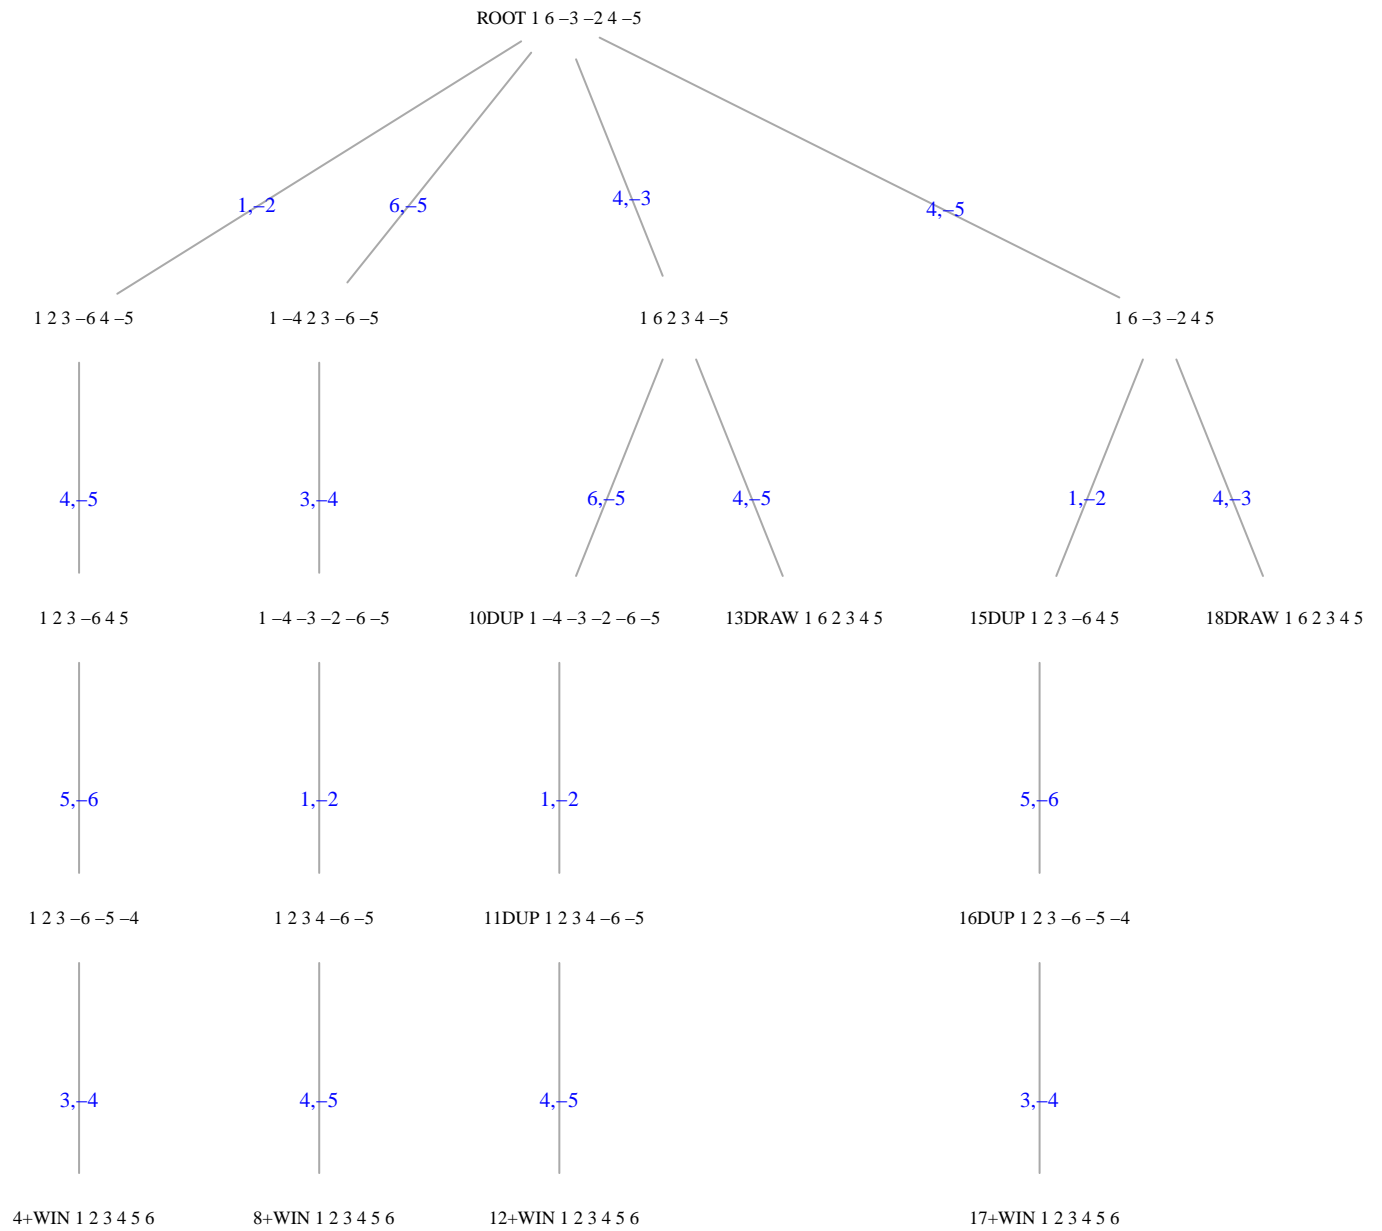 ROOT 1 6 –3 –2 4 –5
1,–2
6,–5
4,–3
4,–5
1 2 3 –6 4 –5
1 –4 2 3 –6 –5
1 6 2 3 4 –5
1 6 –3 –2 4 5
4,–5
3,–4
6,–5
4,–5
1,–2
4,–3
1 2 3 –6 4 5
1 –4 –3 –2 –6 –5
10DUP 1 –4 –3 –2 –6 –5
13DRAW 1 6 2 3 4 5
15DUP 1 2 3 –6 4 5
18DRAW 1 6 2 3 4 5
5,–6
1,–2
1,–2
5,–6
1 2 3 –6 –5 –4
1 2 3 4 –6 –5
11DUP 1 2 3 4 –6 –5
16DUP 1 2 3 –6 –5 –4
3,–4
4,–5
4,–5
3,–4
4+WIN 1 2 3 4 5 6
8+WIN 1 2 3 4 5 6
12+WIN 1 2 3 4 5 6
17+WIN 1 2 3 4 5 6